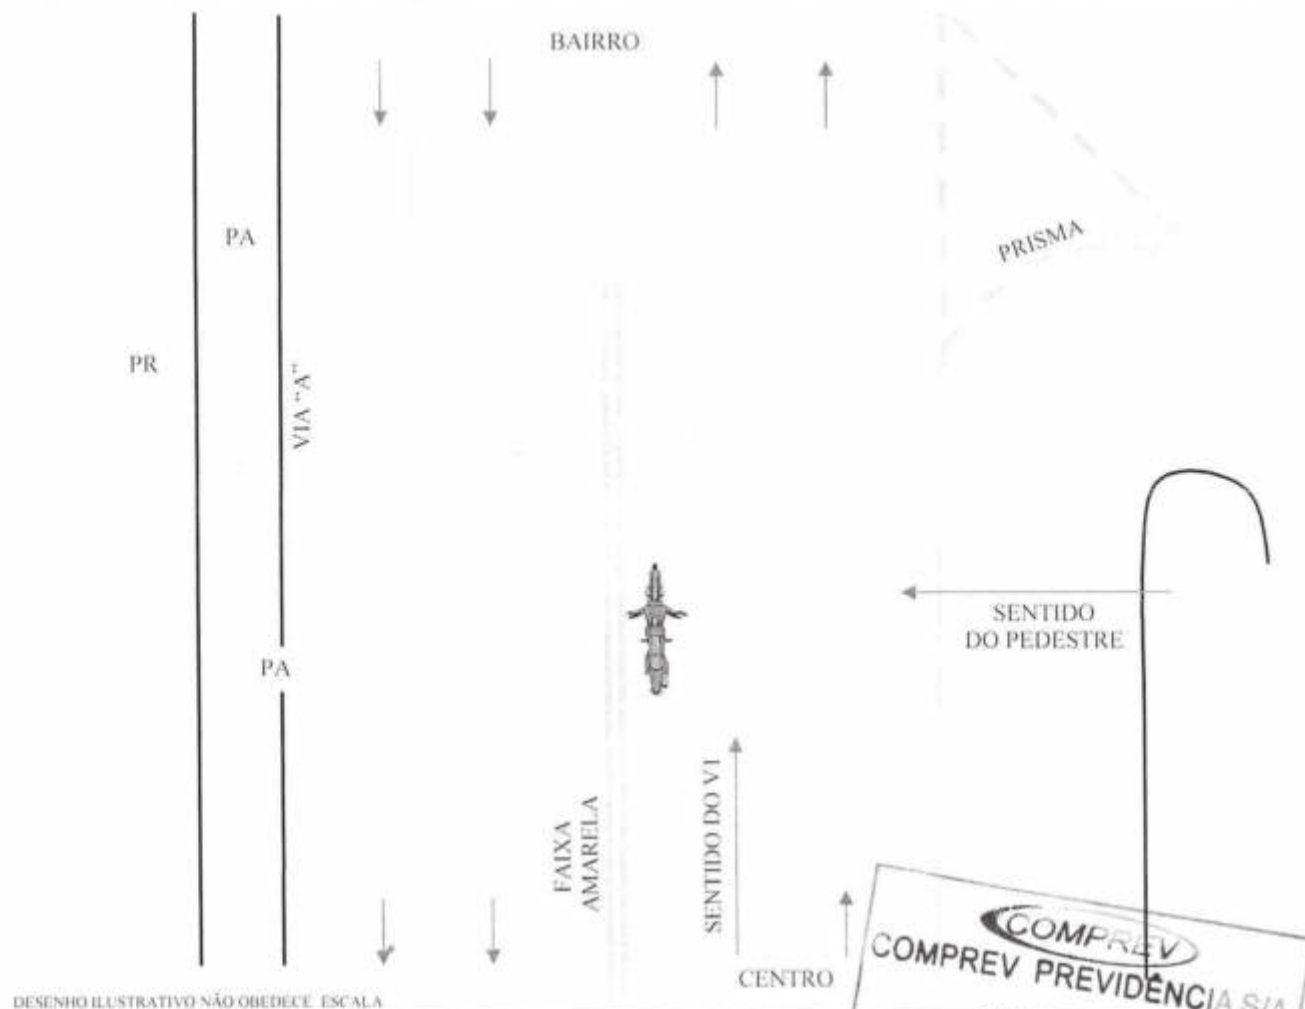 BAIRRO
PA
PRISMA
PR
VIA "A"
SENTIDO
DO PEDESTRE
PA
SENTIDO DO V1
FAIXA
AMARELA
COMPREV
COMPREV PREVIDÊNCIA S/A
CENTRO
DESENHO ILUSTRATIVO NÃO OBEDECE ESCALA